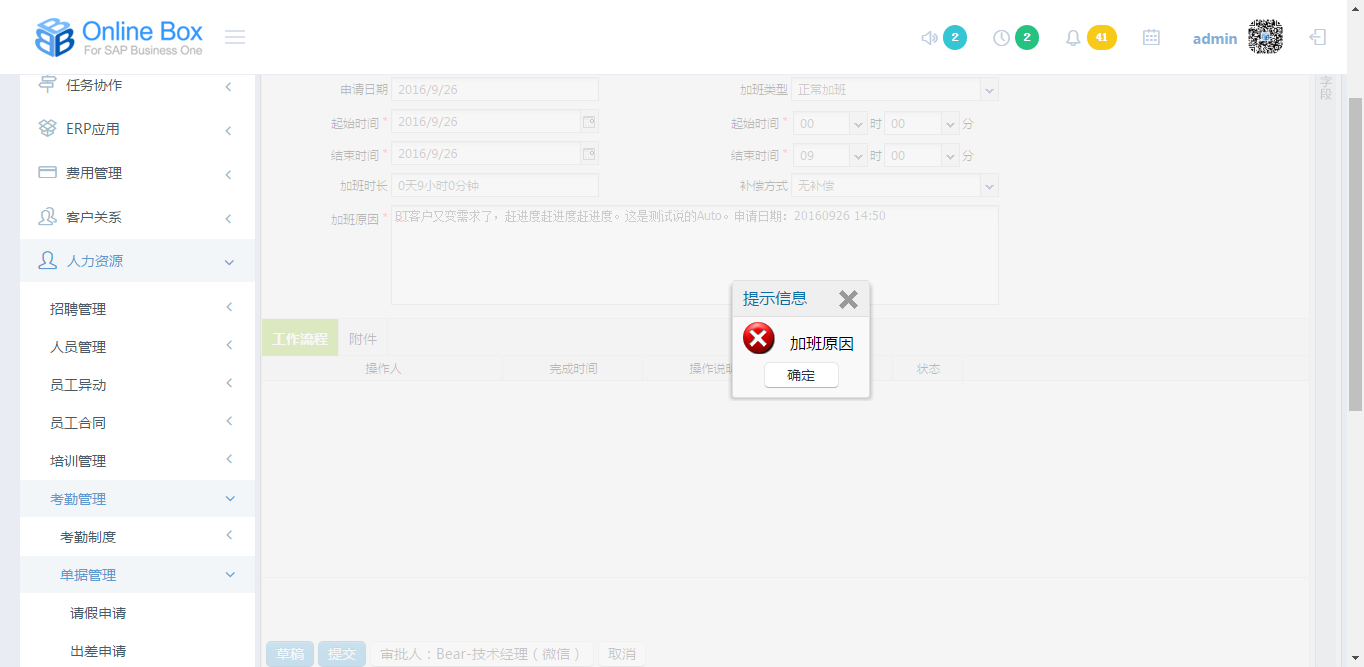 Online Box
For SAP Business One
2
2
41
admin
任务协作
ERP应用
费用管理
客户关系
人力资源
招聘管理
人员管理
员工异动
员工合同
培训管理
考勤管理
考勤制度
单据管理
请假申请
出差申请
申请日期 2016/9/26 加班类型 正常加班
起始时间* 2016/9/26 起始时间* 00 时 00 分
结束时间* 2016/9/26 结束时间* 09 时 00 分
加班时长 0天9小时0分钟 补偿方式 无补偿
加班原因* BT客户又变需求了，赶进度赶进度赶进度。这是测试说的Auto。申请日期：20160926 14:50
字段
提示信息
加班原因
确定
工作流程 附件
操作人 完成时间 操作说明 状态
草稿 提交 审批人：Bear-技术经理（微信） 取消